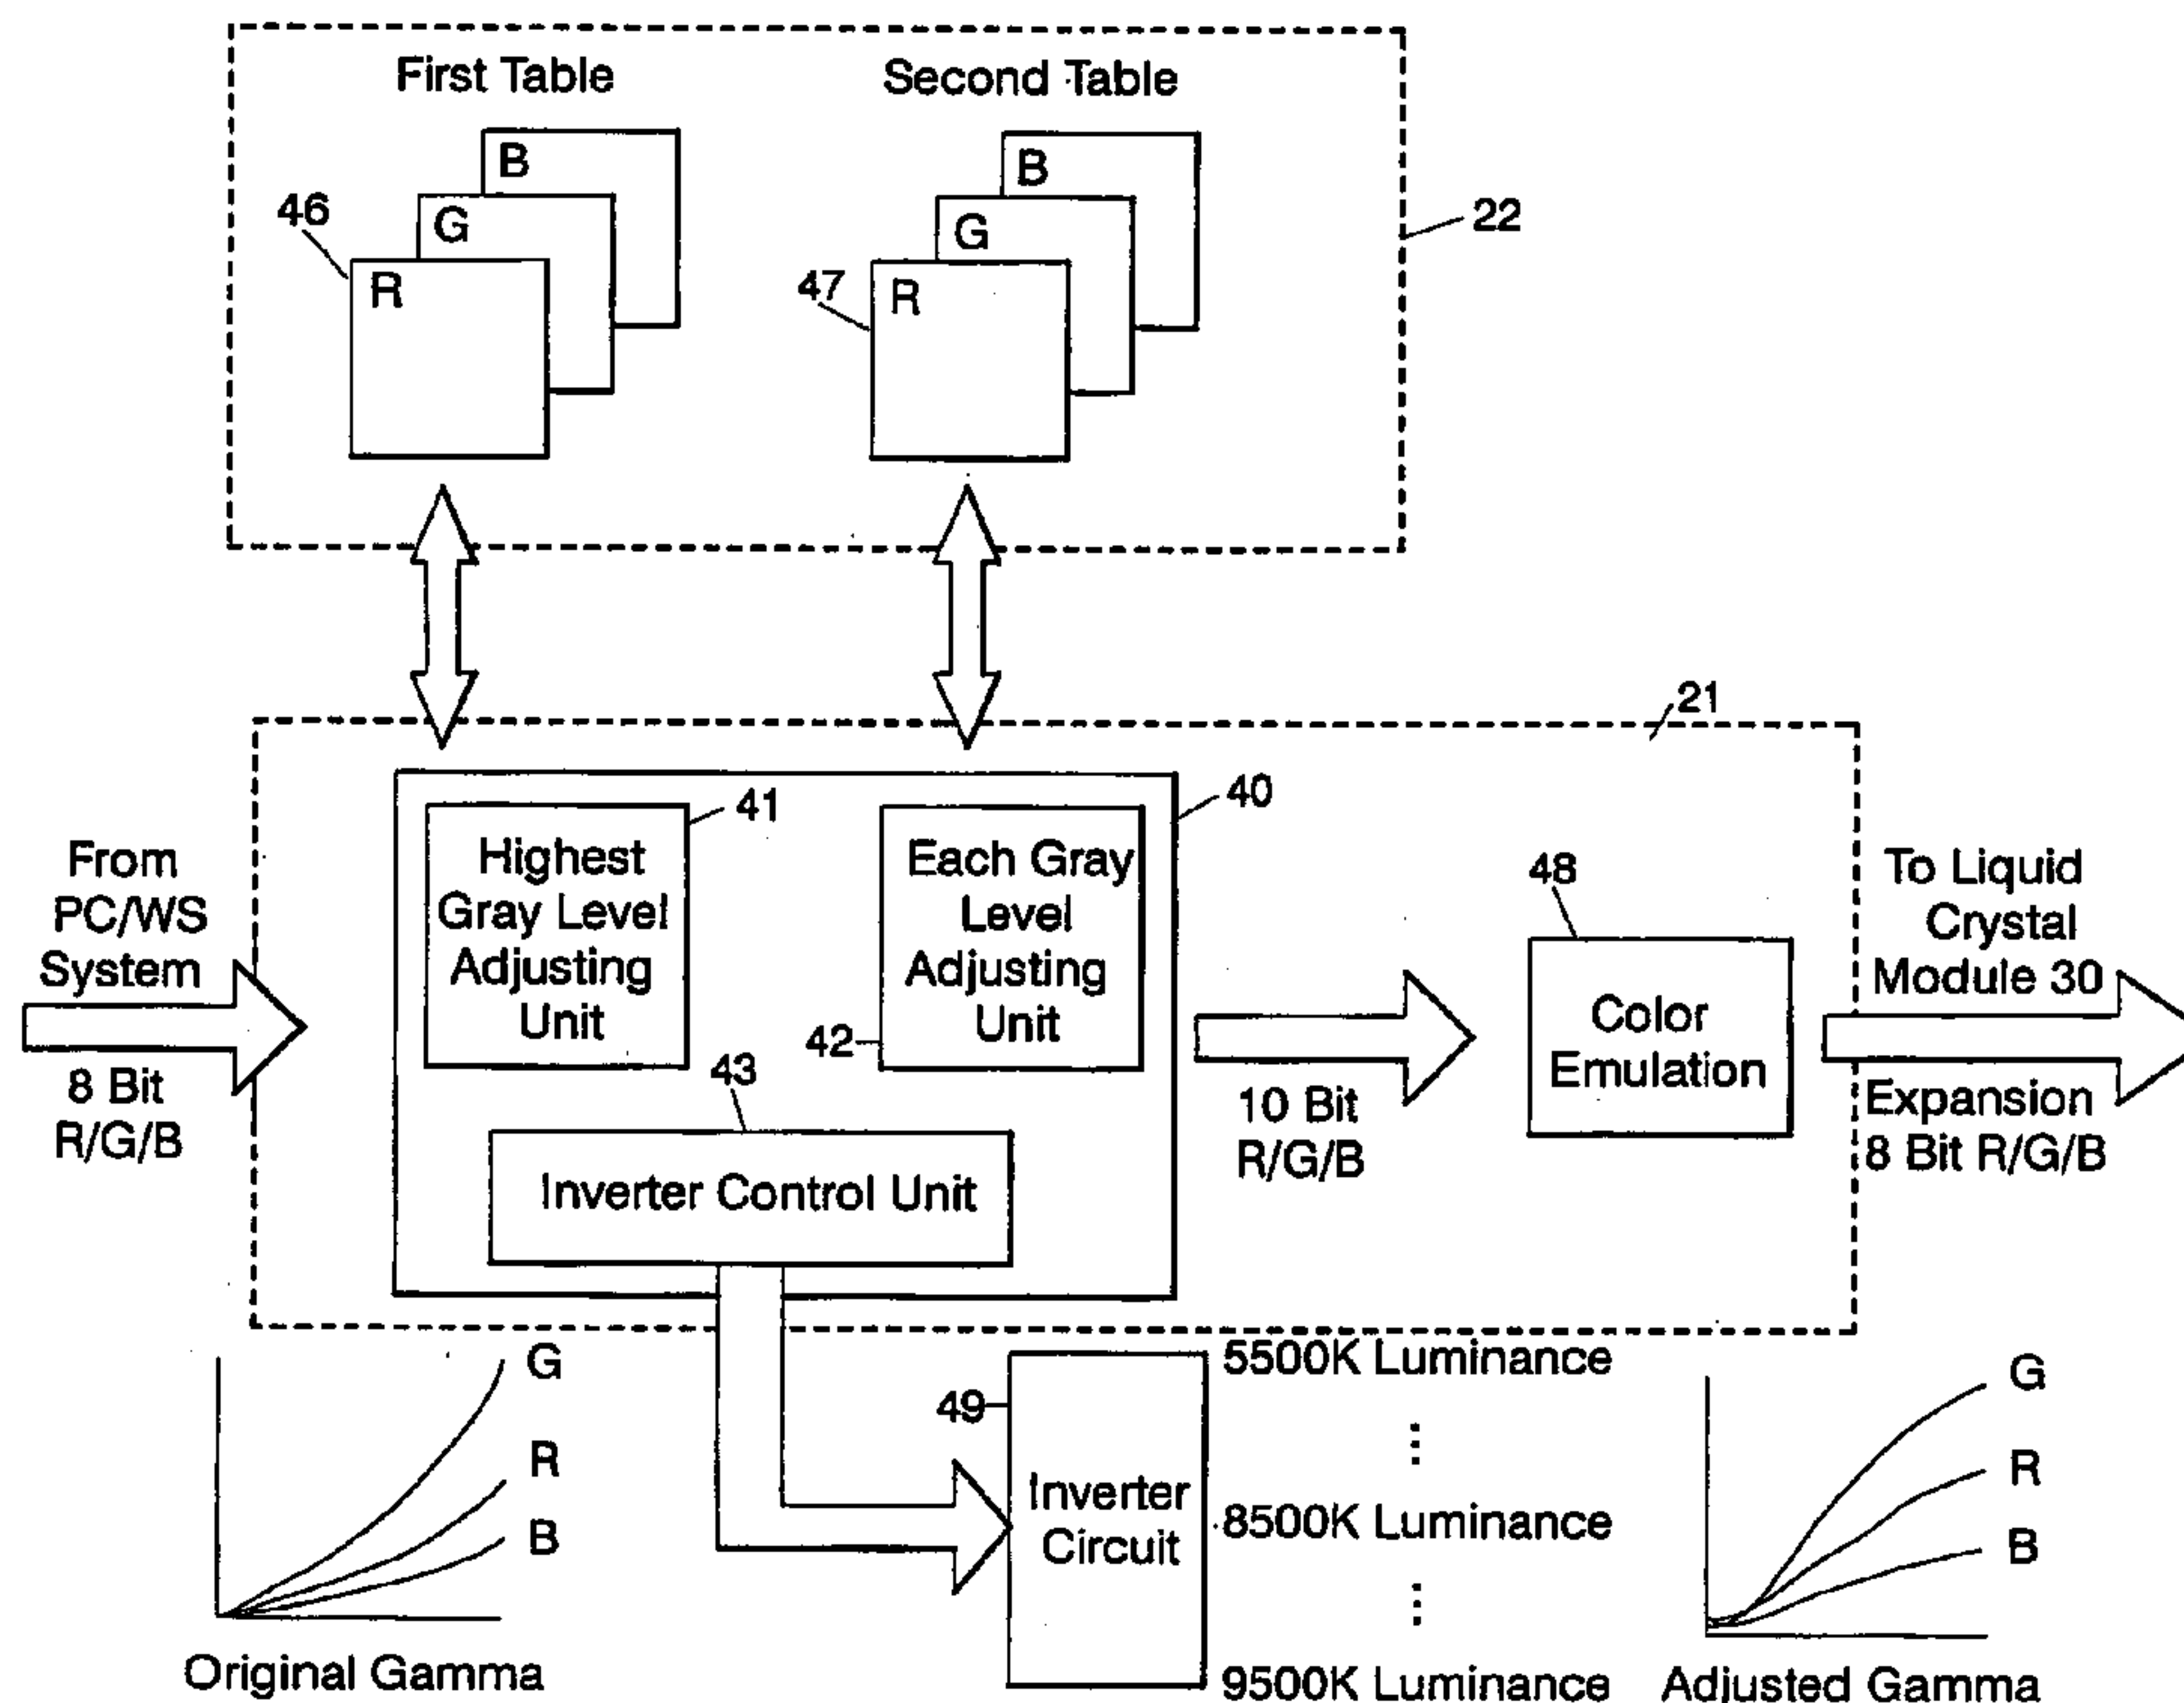 First Table
Second Table
B
G
R
46
B
G
R
47
22
21
From
PC/WS
System
8 Bit
R/G/B
Highest
Gray Level
Adjusting
Unit
41
Each Gray
Level
Adjusting
Unit
42
40
43
Inverter Control Unit
10 Bit
R/G/B
48
Color
Emulation
To Liquid
Crystal
Module 30
Expansion
8 Bit R/G/B
G
R
B
Original Gamma
49
Inverter
Circuit
5500K Luminance
8500K Luminance
9500K Luminance
G
R
B
Adjusted Gamma